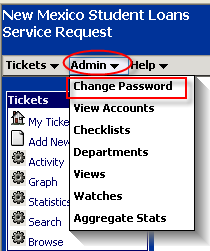 New Mexico Student Loans
Service Request
Tickets Admin Help
Change Password
View Accounts
Checklists
Departments
Views
Watches
Aggregate Stats
Tickets
My Ticke
Add New
Activity
Graph
Statistics
Search
Browse